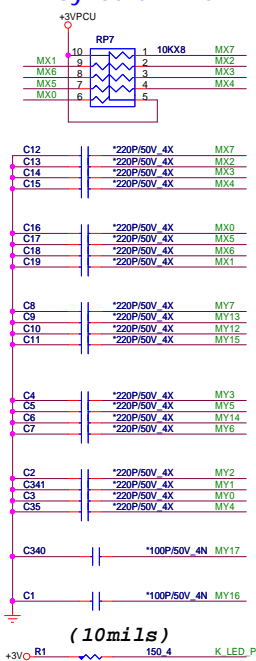 +3VPCU
RP7
10 1 10KX8 MX7
MX1 9 2 MX2
MX6 8 3 MX3
MX5 7 4 MX4
MX0 6 5
C12 *220P/50V_4X MX7
C13 *220P/50V_4X MX2
C14 *220P/50V_4X MX3
C15 *220P/50V_4X MX4
C16 *220P/50V_4X MX0
C17 *220P/50V_4X MX5
C18 *220P/50V_4X MX6
C19 *220P/50V_4X MX1
C8 *220P/50V_4X MY7
C9 *220P/50V_4X MY13
C10 *220P/50V_4X MY12
C11 *220P/50V_4X MY15
C4 *220P/50V_4X MY3
C5 *220P/50V_4X MY5
C6 *220P/50V_4X MY14
C7 *220P/50V_4X MY6
C2 *220P/50V_4X MY2
C341 *220P/50V_4X MY1
C3 *220P/50V_4X MY0
C35 *220P/50V_4X MY4
C340 *100P/50V_4N MY17
C1 *100P/50V_4N MY16
(10mils)
+3V R1 150_4 K_LED_P